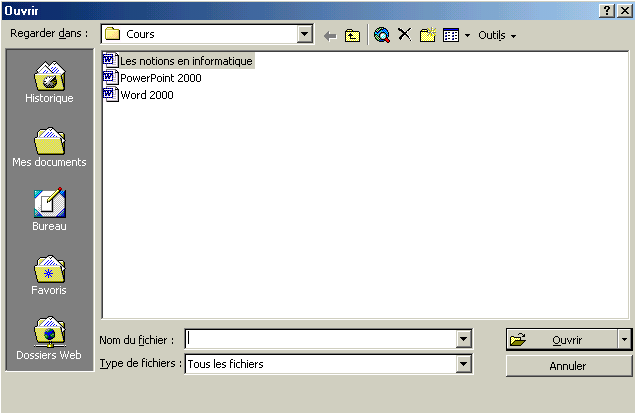 Ouvrir
Regarder dans :
Cours
Outils
Les notions en informatique
PowerPoint 2000
Word 2000
Historique
Mes documents
Bureau
Favoris
Dossiers Web
Nom du fichier :
Ouvrir
Type de fichiers :
Tous les fichiers
Annuler